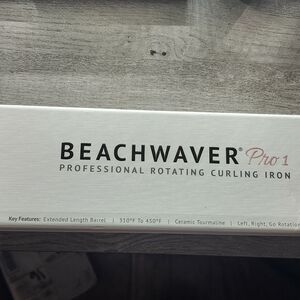 BEACHWAVER® Pro 1
PROFESSIONAL ROTATING CURLING IRON
Key Features: Extended Length Barrel | 310°F To 450°F | Ceramic Tourmaline | Left, Right, Go Rotation